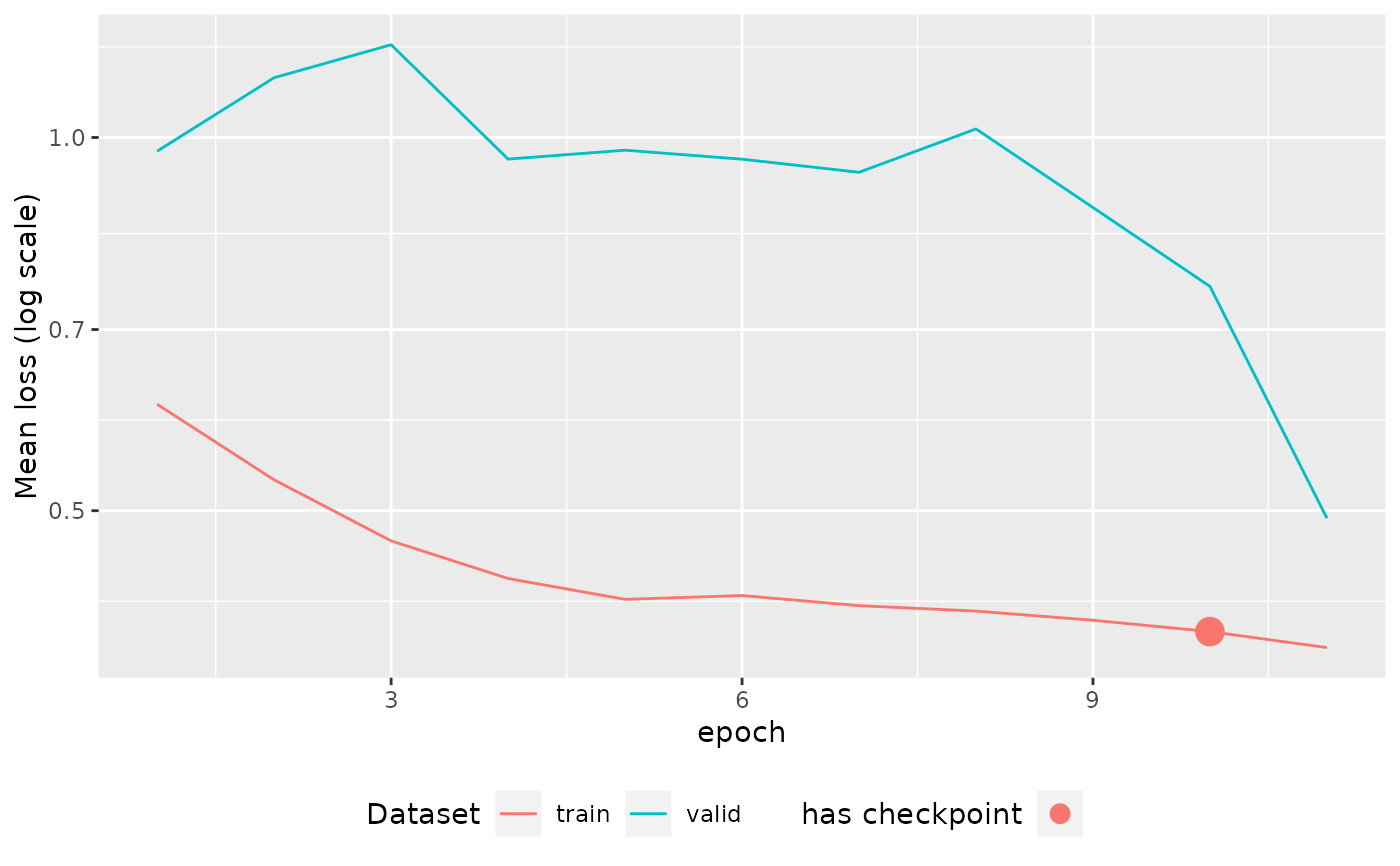 Mean loss (log scale)
1.0
0.7
0.5
3 6 9
epoch
Dataset train valid has checkpoint